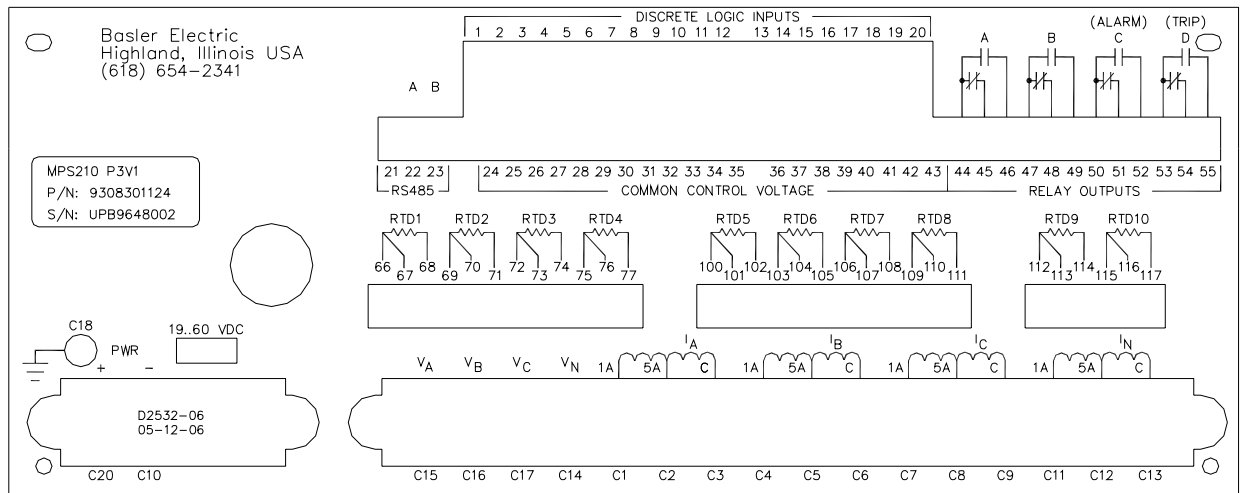 DISCRETE LOGIC INPUTS
1 2 3 4 5 6 7 8 9 10 11 12 13 14 15 16 17 18 19 20
(ALARM) (TRIP)
A B C D
Basler Electric
Highland, Illinois USA
(618) 654-2341
A B
MPS210 P3V1
P/N: 9308301124
S/N: UPB9648002
21 22 23 24 25 26 27 28 29 30 31 32 33 34 35 36 37 38 39 40 41 42 43 44 45 46 47 48 49 50 51 52 53 54 55
RS485 COMMON CONTROL VOLTAGE RELAY OUTPUTS
RTD1 RTD2 RTD3 RTD4 RTD5 RTD6 RTD7 RTD8 RTD9 RTD10
66 67 68 69 70 71 72 73 74 75 76 77 100 101 102 103 104 105 106 107 108 109 110 111 112 113 114 115 116 117
C18 PWR 19..60 VDC
+ -
IA IB IC IN
VA VB VC VN 1A 5A C 1A 5A C 1A 5A C 1A 5A C
D2532-06
05-12-06
C20 C10 C15 C16 C17 C14 C1 C2 C3 C4 C5 C6 C7 C8 C9 C11 C12 C13